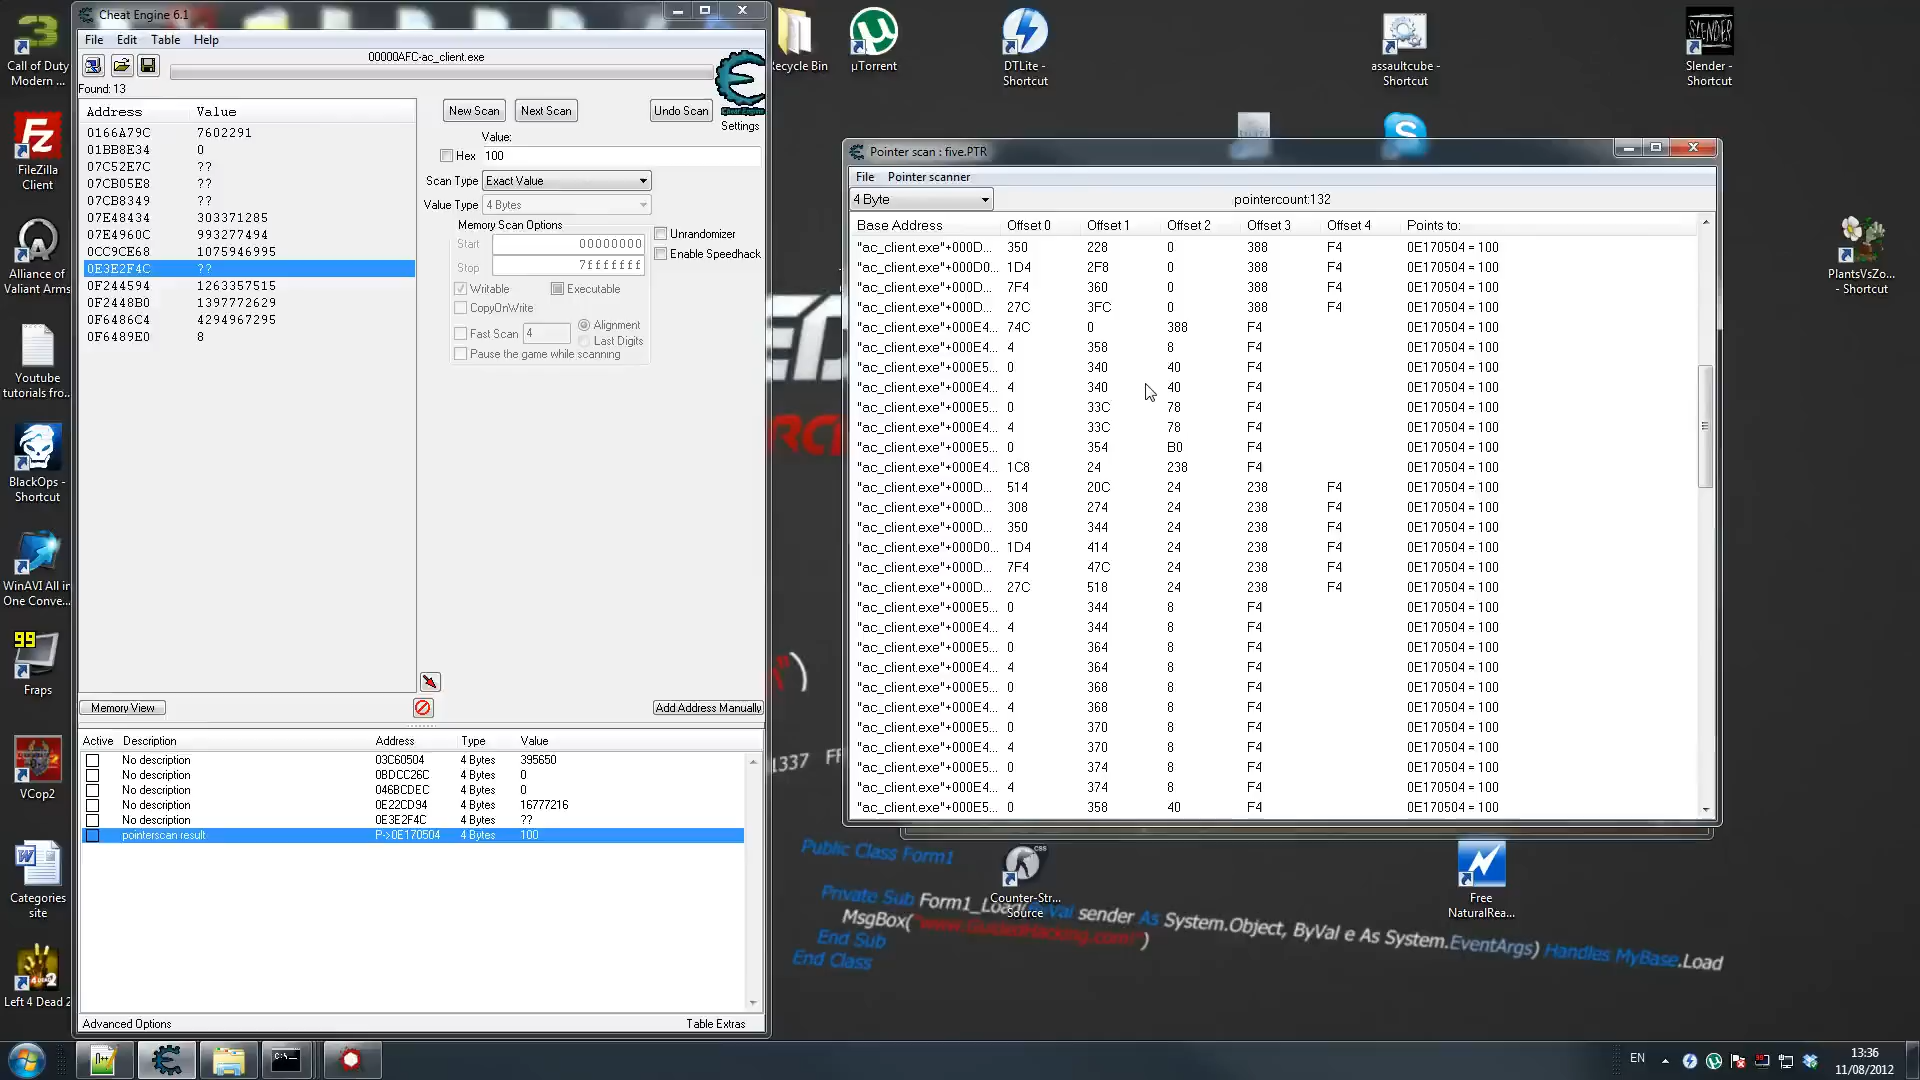 Cheat Engine 6.1
File Edit Table Help
00000AFC-ac_client.exe
Found: 13
Address Value
0166A79C 7602291
01BB8E34 0
07C52E7C ??
07CB05E8 ??
07CB8349 ??
07E48434 303371285
07E4960C 993277494
0CC9CE68 1075946995
0E3E2F4C ??
0F244594 1263357515
0F2448B0 1397772629
0F6486C4 4294967295
0F6489E0 8
New Scan Next Scan Undo Scan
Settings
Value:
Hex 100
Scan Type Exact Value
Value Type 4 Bytes
Memory Scan Options
Start 00000000
Stop 7fffffff
Writable Executable
CopyOnWrite
Fast Scan 4 Alignment
Last Digits
Pause the game while scanning
Unrandomizer
Enable Speedhack
Memory View Add Address Manually
Active Description Address Type Value
No description 03C60504 4 Bytes 395650
No description 0BDCC26C 4 Bytes 0
No description 046BCDEC 4 Bytes 0
No description 0E22CD94 4 Bytes 16777216
No description 0E3E2F4C 4 Bytes ??
pointerscan result P->0E170504 4 Bytes 100
Advanced Options Table Extras
Pointer scan : five.PTR
File Pointer scanner
4 Byte pointercount:132
Base Address Offset 0 Offset 1 Offset 2 Offset 3 Offset 4 Points to:
"ac_client.exe"+000D... 350 228 0 388 F4 0E170504 = 100
"ac_client.exe"+000D0... 1D4 2F8 0 388 F4 0E170504 = 100
"ac_client.exe"+000D... 7F4 360 0 388 F4 0E170504 = 100
"ac_client.exe"+000D... 27C 3FC 0 388 F4 0E170504 = 100
"ac_client.exe"+000E4... 74C 0 388 F4 0E170504 = 100
"ac_client.exe"+000E4... 4 358 8 F4 0E170504 = 100
"ac_client.exe"+000E5... 0 340 40 F4 0E170504 = 100
"ac_client.exe"+000E4... 4 340 40 F4 0E170504 = 100
"ac_client.exe"+000E5... 0 33C 78 F4 0E170504 = 100
"ac_client.exe"+000E4... 4 33C 78 F4 0E170504 = 100
"ac_client.exe"+000E5... 0 354 B0 F4 0E170504 = 100
"ac_client.exe"+000E4... 1C8 24 238 F4 0E170504 = 100
"ac_client.exe"+000D... 514 20C 24 238 F4 0E170504 = 100
"ac_client.exe"+000D... 308 274 24 238 F4 0E170504 = 100
"ac_client.exe"+000D... 350 344 24 238 F4 0E170504 = 100
"ac_client.exe"+000D0... 1D4 414 24 238 F4 0E170504 = 100
"ac_client.exe"+000D... 7F4 47C 24 238 F4 0E170504 = 100
"ac_client.exe"+000D... 27C 518 24 238 F4 0E170504 = 100
"ac_client.exe"+000E5... 0 344 8 F4 0E170504 = 100
"ac_client.exe"+000E4... 4 344 8 F4 0E170504 = 100
"ac_client.exe"+000E5... 0 364 8 F4 0E170504 = 100
"ac_client.exe"+000E4... 4 364 8 F4 0E170504 = 100
"ac_client.exe"+000E5... 0 368 8 F4 0E170504 = 100
"ac_client.exe"+000E4... 4 368 8 F4 0E170504 = 100
"ac_client.exe"+000E5... 0 370 8 F4 0E170504 = 100
"ac_client.exe"+000E4... 4 370 8 F4 0E170504 = 100
"ac_client.exe"+000E5... 0 374 8 F4 0E170504 = 100
"ac_client.exe"+000E4... 4 374 8 F4 0E170504 = 100
"ac_client.exe"+000E5... 0 358 40 F4 0E170504 = 100
Call of Duty
Modern ...
FileZilla
Client
Alliance of
Valiant Arms
Youtube
tutorials fro...
BlackOps -
Shortcut
WinAVI All in
One Conve...
99
Fraps
VCop2
Categories
site
Left 4 Dead 2
Recycle Bin
µTorrent
DTLite -
Shortcut
assaultcube -
Shortcut
SLENDER
Slender -
Shortcut
PlantsVsZo...
- Shortcut
CSS
Counter-Str...
Source
Free
NaturalRea...
1337
Public Class Form1
Private Sub Form1_Load(ByVal sender As System.Object, ByVal e As System.EventArgs) Handles MyBase.Load
MsgBox("www.GuidedHacking.com")
End Sub
End Class
EN
13:36
11/08/2012